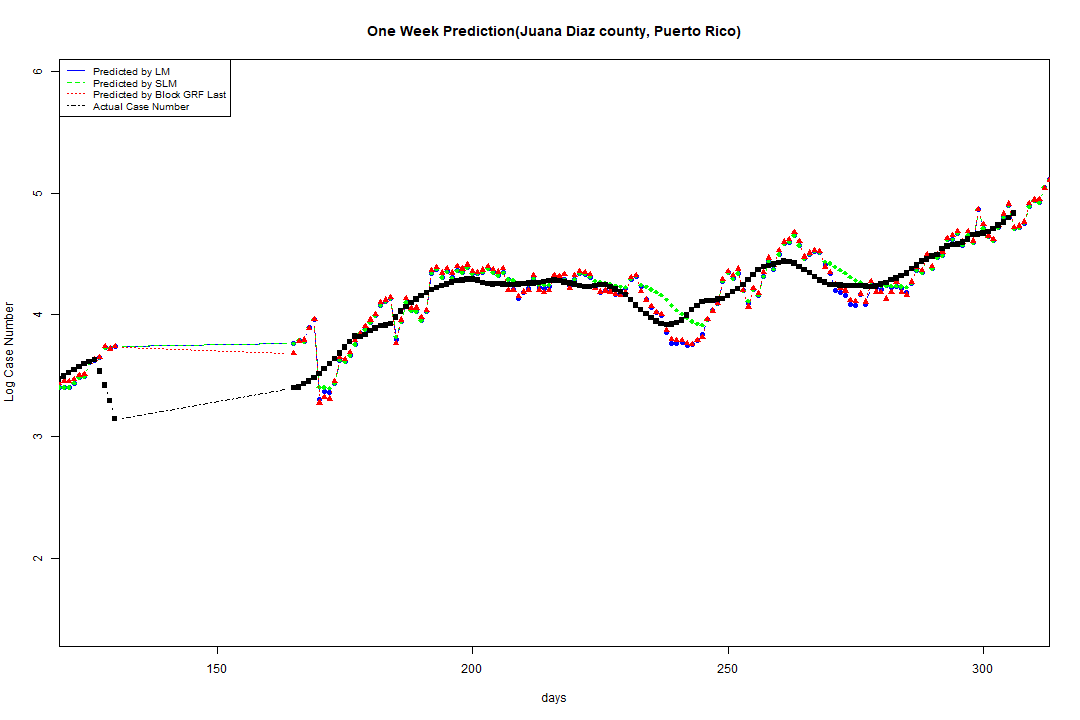 One Week Prediction(Juana Diaz county, Puerto Rico)
Predicted by LM
Predicted by SLM
Predicted by Block GRF Last
Actual Case Number
Log Case Number
6
5
4
3
2
150 200 250 300
days